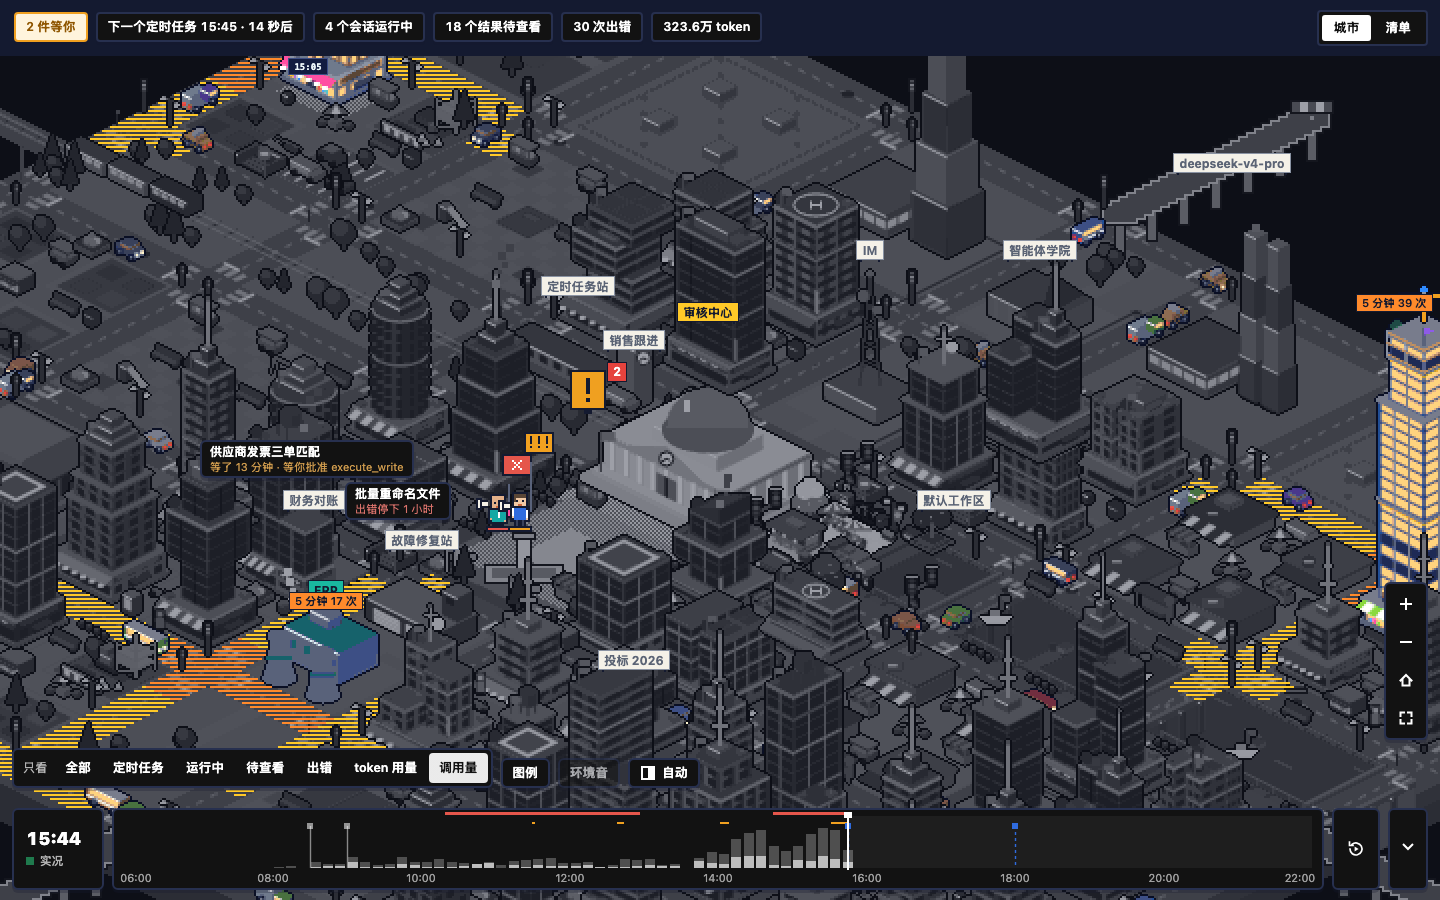 2 件等你
下一个定时任务 15:45 · 14 秒后
4 个会话运行中
18 个结果待查看
30 次出错
323.6万 token
城市
清单
15:05
deepseek-v4-pro
IM
智能体学院
定时任务站
5 分钟 39 次
审核中心
销售跟进
2
!
!!!
供应商发票三单匹配
等了 13 分钟 · 等你批准 execute_write
财务对账
批量重命名文件
出错停下 1 小时
默认工作区
故障修复站
5 分钟 17 次
投标 2026
只看
全部
定时任务
运行中
待查看
出错
token 用量
调用量
图例
环境音
自动
15:44
实况
06:00
08:00
10:00
12:00
14:00
16:00
18:00
20:00
22:00